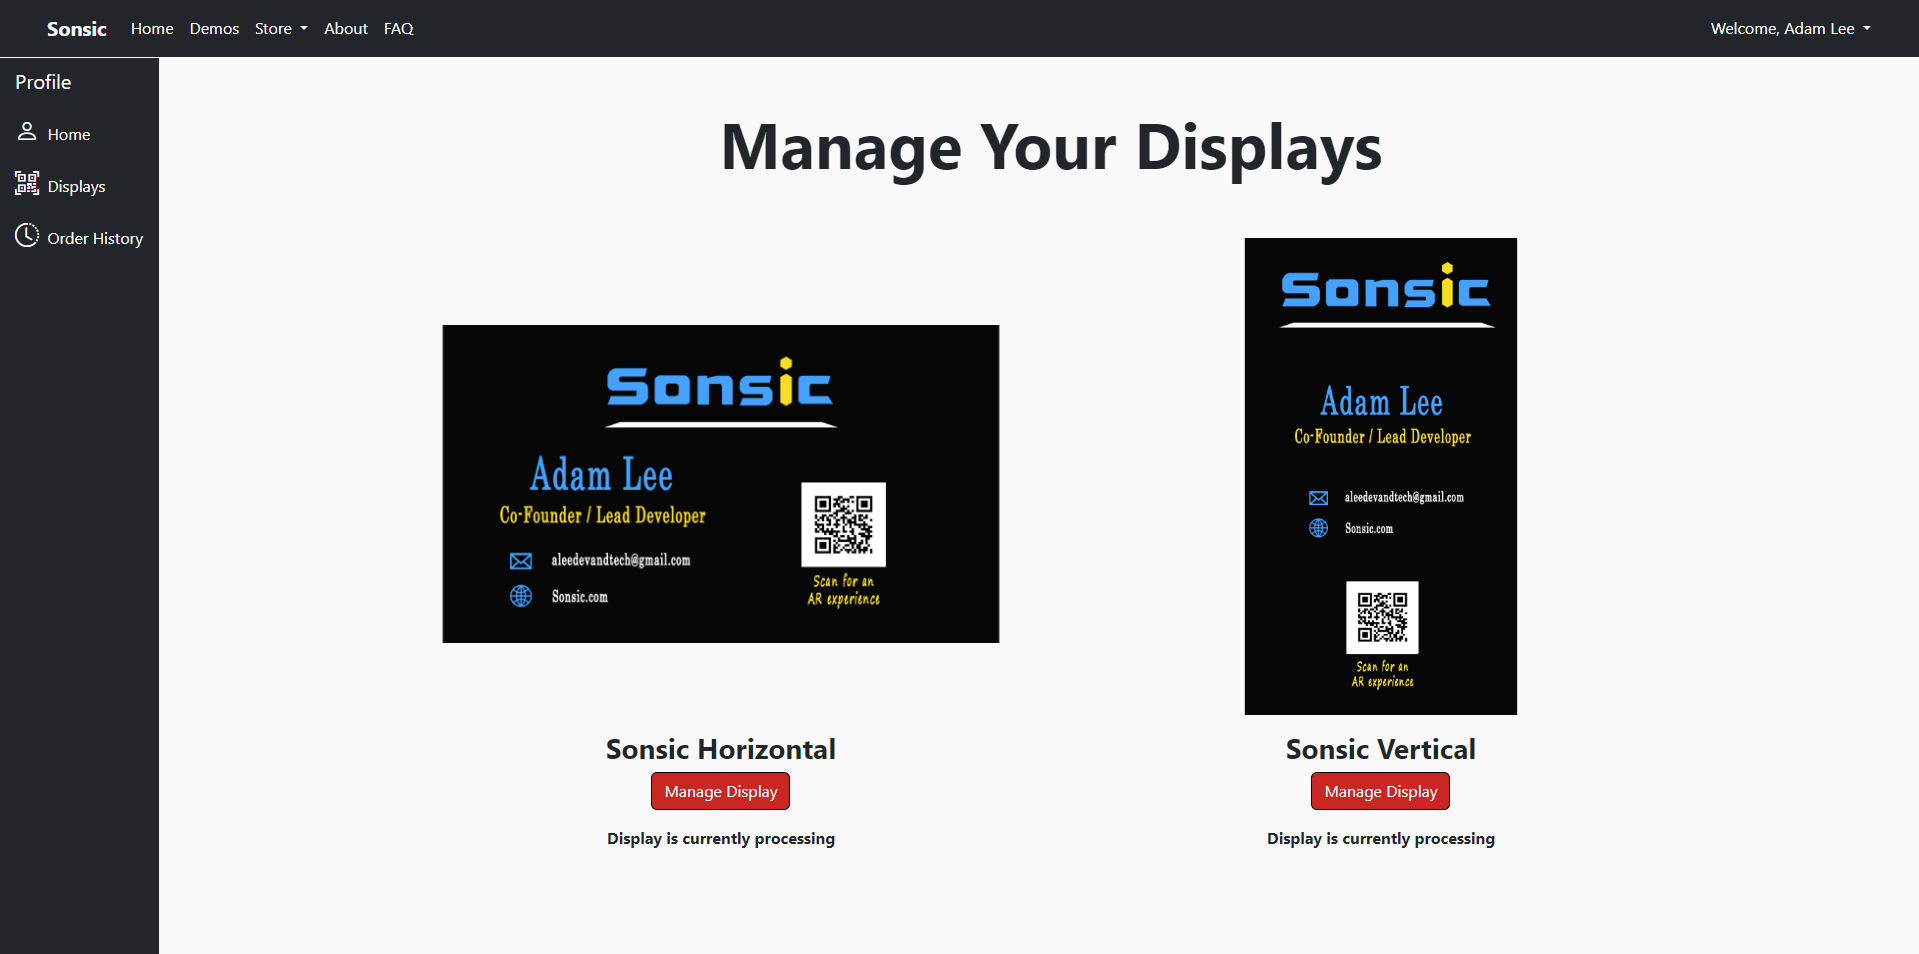 Sonsic Home Demos Store About FAQ Welcome, Adam Lee
Profile
Home
Displays
Order History
Manage Your Displays
Sonsic
Adam Lee
Co-Founder / Lead Developer
aleedevandtech@gmail.com
Sonsic.com
Scan for an
AR experience
Sonsic Horizontal
Manage Display
Display is currently processing
Sonsic
Adam Lee
Co-Founder / Lead Developer
aleedevandtech@gmail.com
Sonsic.com
Scan for an
AR experience
Sonsic Vertical
Manage Display
Display is currently processing